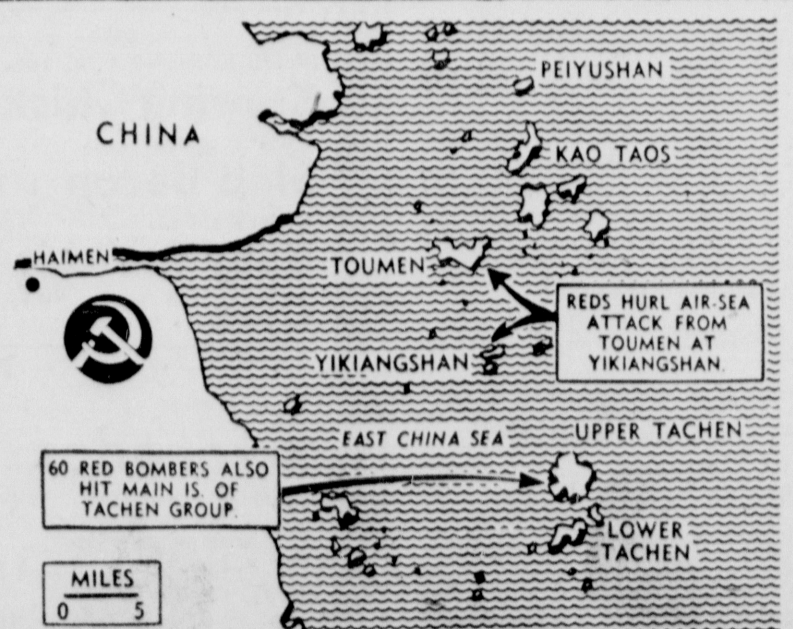 PEIYUSHAN
CHINA
KAO TAOS
HAIMEN
TOUMEN
REDS HURL AIR-SEA
ATTACK FROM
TOUMEN AT
YIKIANGSHAN.
YIKIANGSHAN
EAST CHINA SEA
UPPER TACHEN
60 RED BOMBERS ALSO
HIT MAIN IS. OF
TACHEN GROUP.
LOWER
TACHEN
MILES
0 5